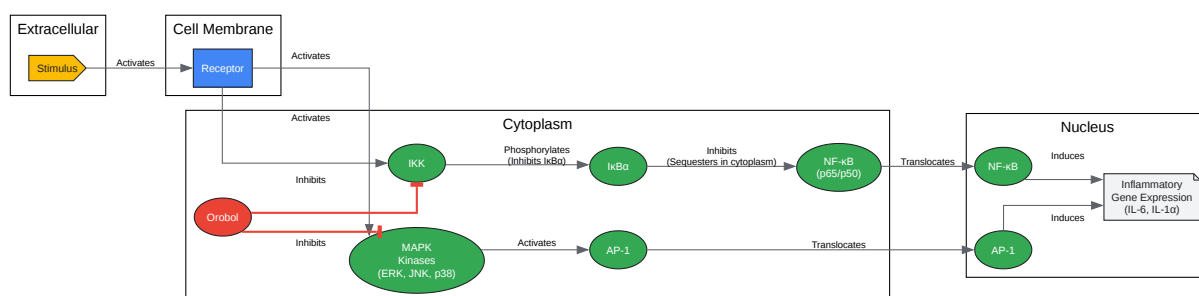 Extracellular
Stimulus
Activates
Cell Membrane
Receptor
Activates
Activates
Cytoplasm
IKK
Phosphorylates
(Inhibits IκBα)
IκBα
Inhibits
(Sequesters in cytoplasm)
NF-κB
(p65/p50)
Translocates
Inhibits
Orobol
Inhibits
MAPK
Kinases
(ERK, JNK, p38)
Activates
AP-1
Translocates
Nucleus
NF-κB
Induces
Inflammatory
Gene Expression
(IL-6, IL-1α)
Induces
AP-1